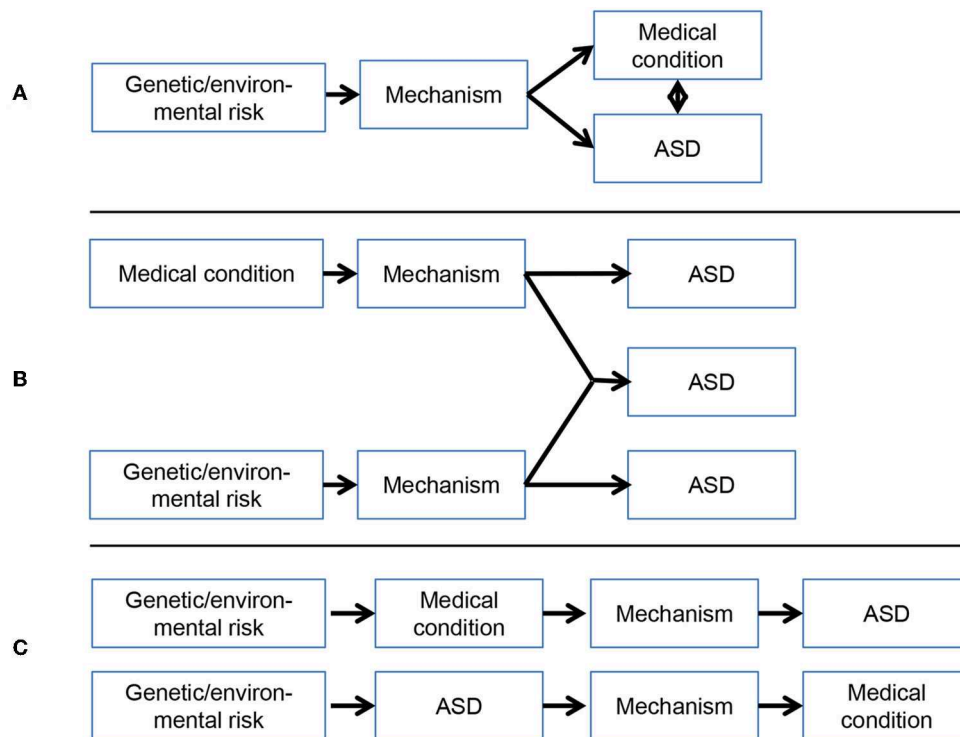 Medical
condition
A
Genetic/environ-
mental risk
Mechanism
ASD
Medical condition
Mechanism
ASD
B
ASD
Genetic/environ-
mental risk
Mechanism
ASD
C
Genetic/environ-
mental risk
Medical
condition
Mechanism
ASD
Genetic/environ-
mental risk
ASD
Mechanism
Medical
condition